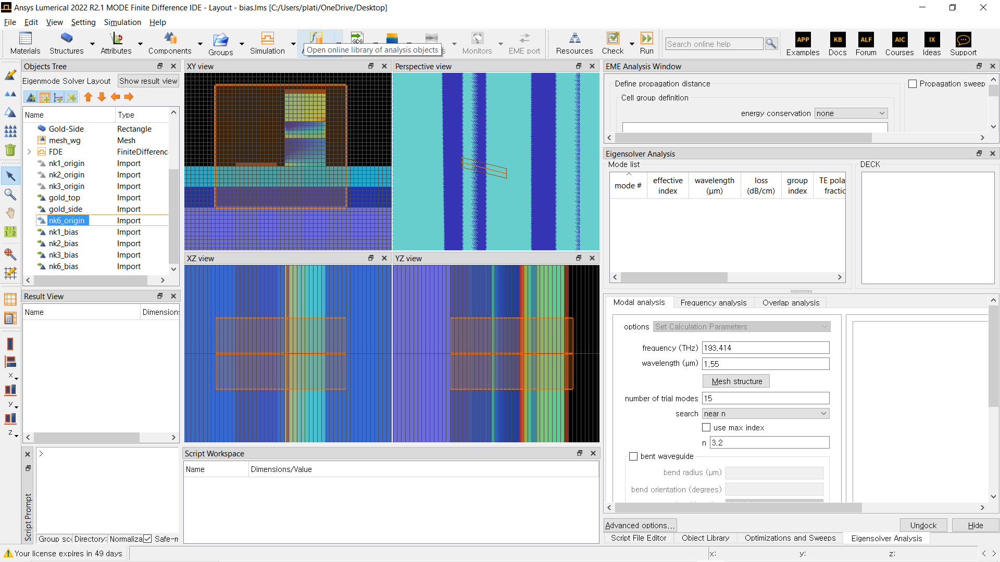 Ansys Lumerical 2022 R2.1 MODE Finite Difference IDE - Layout - bias.lms [C:/Users/plati/OneDrive/Desktop]
File Edit View Setting Simulation Help
Materials Structures Attributes Components Groups Simulation GDS Monitors EME port Resources Check Run
Open online library of analysis objects
Search online help
APP KB ALF AIC IX
Examples Docs Forum Courses Ideas Support
Objects Tree
Eigenmode Solver Layout Show result view
Name Type
Gold-Side Rectangle
mesh_wg Mesh
FDE FiniteDifferenc
nk1_origin Import
nk2_origin Import
nk3_origin Import
gold_top Import
gold_side Import
nk6_origin Import
nk1_bias Import
nk2_bias Import
nk3_bias Import
nk6_bias Import
Result View
Name Dimensions
x
y
z
Script Prompt
>
Group sc Directory: Normaliza Safe-m
XY view
Perspective view
XZ view
YZ view
Script Workspace
Name Dimensions/Value
EME Analysis Window
Define propagation distance
Propagation sweep
Cell group definition
energy conservation none
Eigensolver Analysis
Mode list
DECK
mode # effective index wavelength (µm) loss (dB/cm) group index TE pola fractic
Modal analysis Frequency analysis Overlap analysis
options Set Calculation Parameters
frequency (THz) 193.414
wavelength (µm) 1.55
Mesh structure
number of trial modes 15
search near n
use max index
n 3.2
bent waveguide
bend radius (µm)
bend orientation (degrees)
Advanced options...
Undock Hide
Script File Editor Object Library Optimizations and Sweeps Eigensolver Analysis
Your license expires in 49 days
x: y: z: